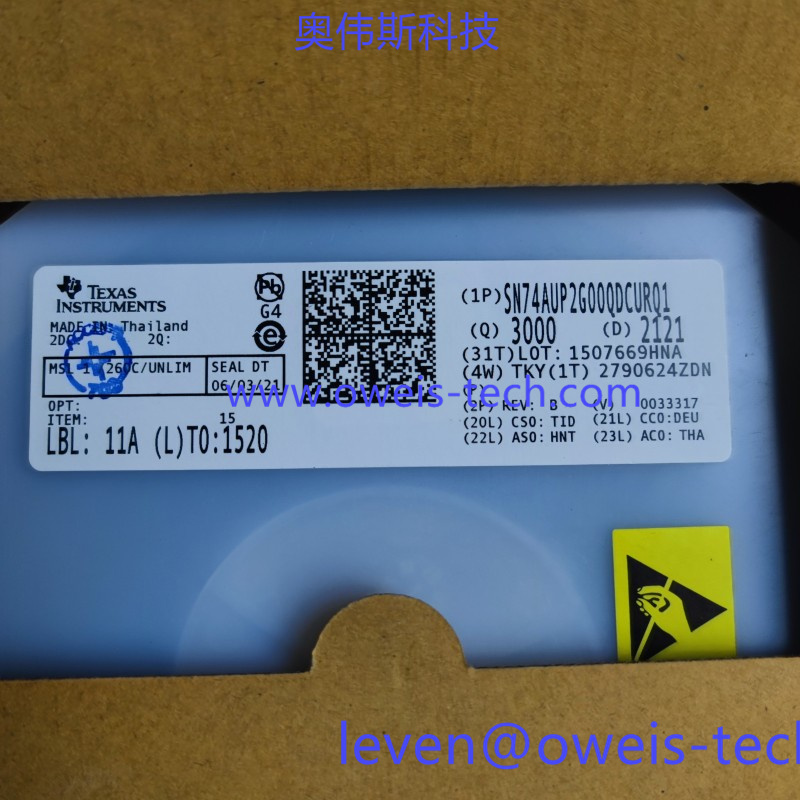 奥伟斯科技
TEXAS
INSTRUMENTS
Pb
G4
e
MADE IN: Thailand
2Q:
MSL 260C/UNLIM
SEAL DT
06/03/21
OPT:
ITEM: 15
LBL: 11A (L)TO:1520
(1P)SN74AUP2G00QDCURQ1
(Q) 3000 (D) 2121
(31T)LOT: 1507669HNA
(4W) TKY(1T) 2790624ZDN
(2P) REV: B (V) 0033317
(20L) CSO: TID (21L) CCO:DEU
(22L) ASO: HNT (23L) ACO: THA
www.oweis-tech.com
leven@oweis-tech